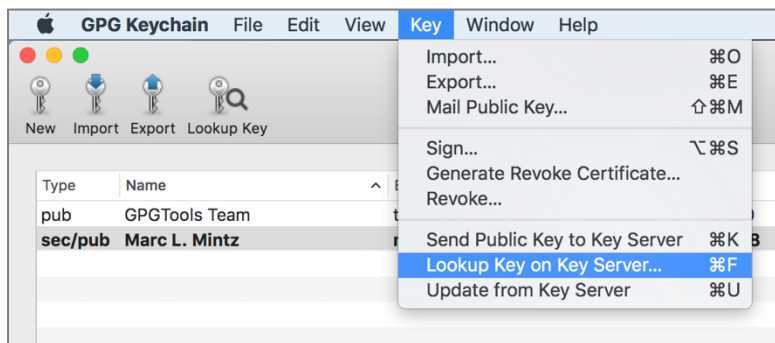 GPG Keychain File Edit View Key Window Help
New Import Export Lookup Key
Import... ⌘O
Export... ⌘E
Mail Public Key... ⇧⌘M
Sign... ⌥⌘S
Generate Revoke Certificate...
Revoke...
Send Public Key to Key Server ⌘K
Lookup Key on Key Server... ⌘F
Update from Key Server ⌘U
Type Name
pub GPGTools Team
sec/pub Marc L. Mintz